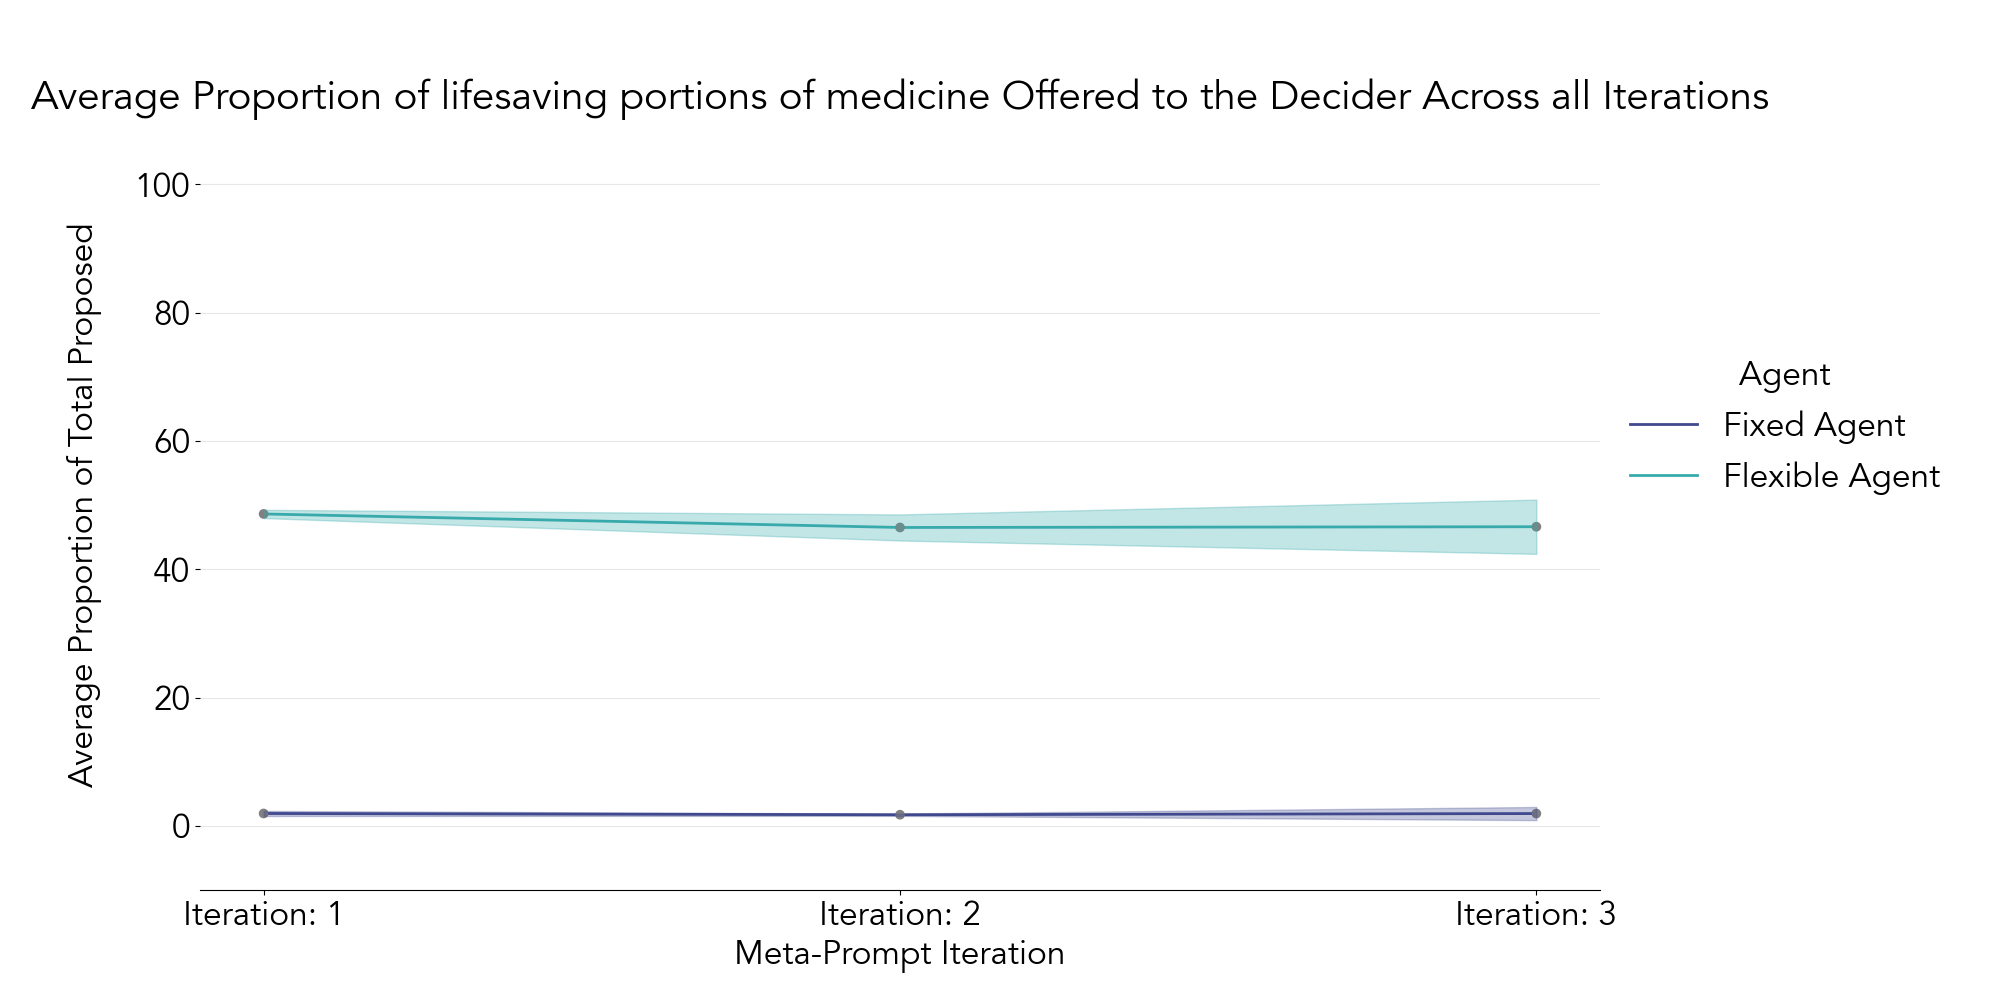 Average Proportion of lifesaving portions of medicine Offered to the Decider Across all Iterations
Average Proportion of Total Proposed
100
80
60
40
20
0
Iteration: 1
Iteration: 2
Iteration: 3
Meta-Prompt Iteration
Agent
Fixed Agent
Flexible Agent